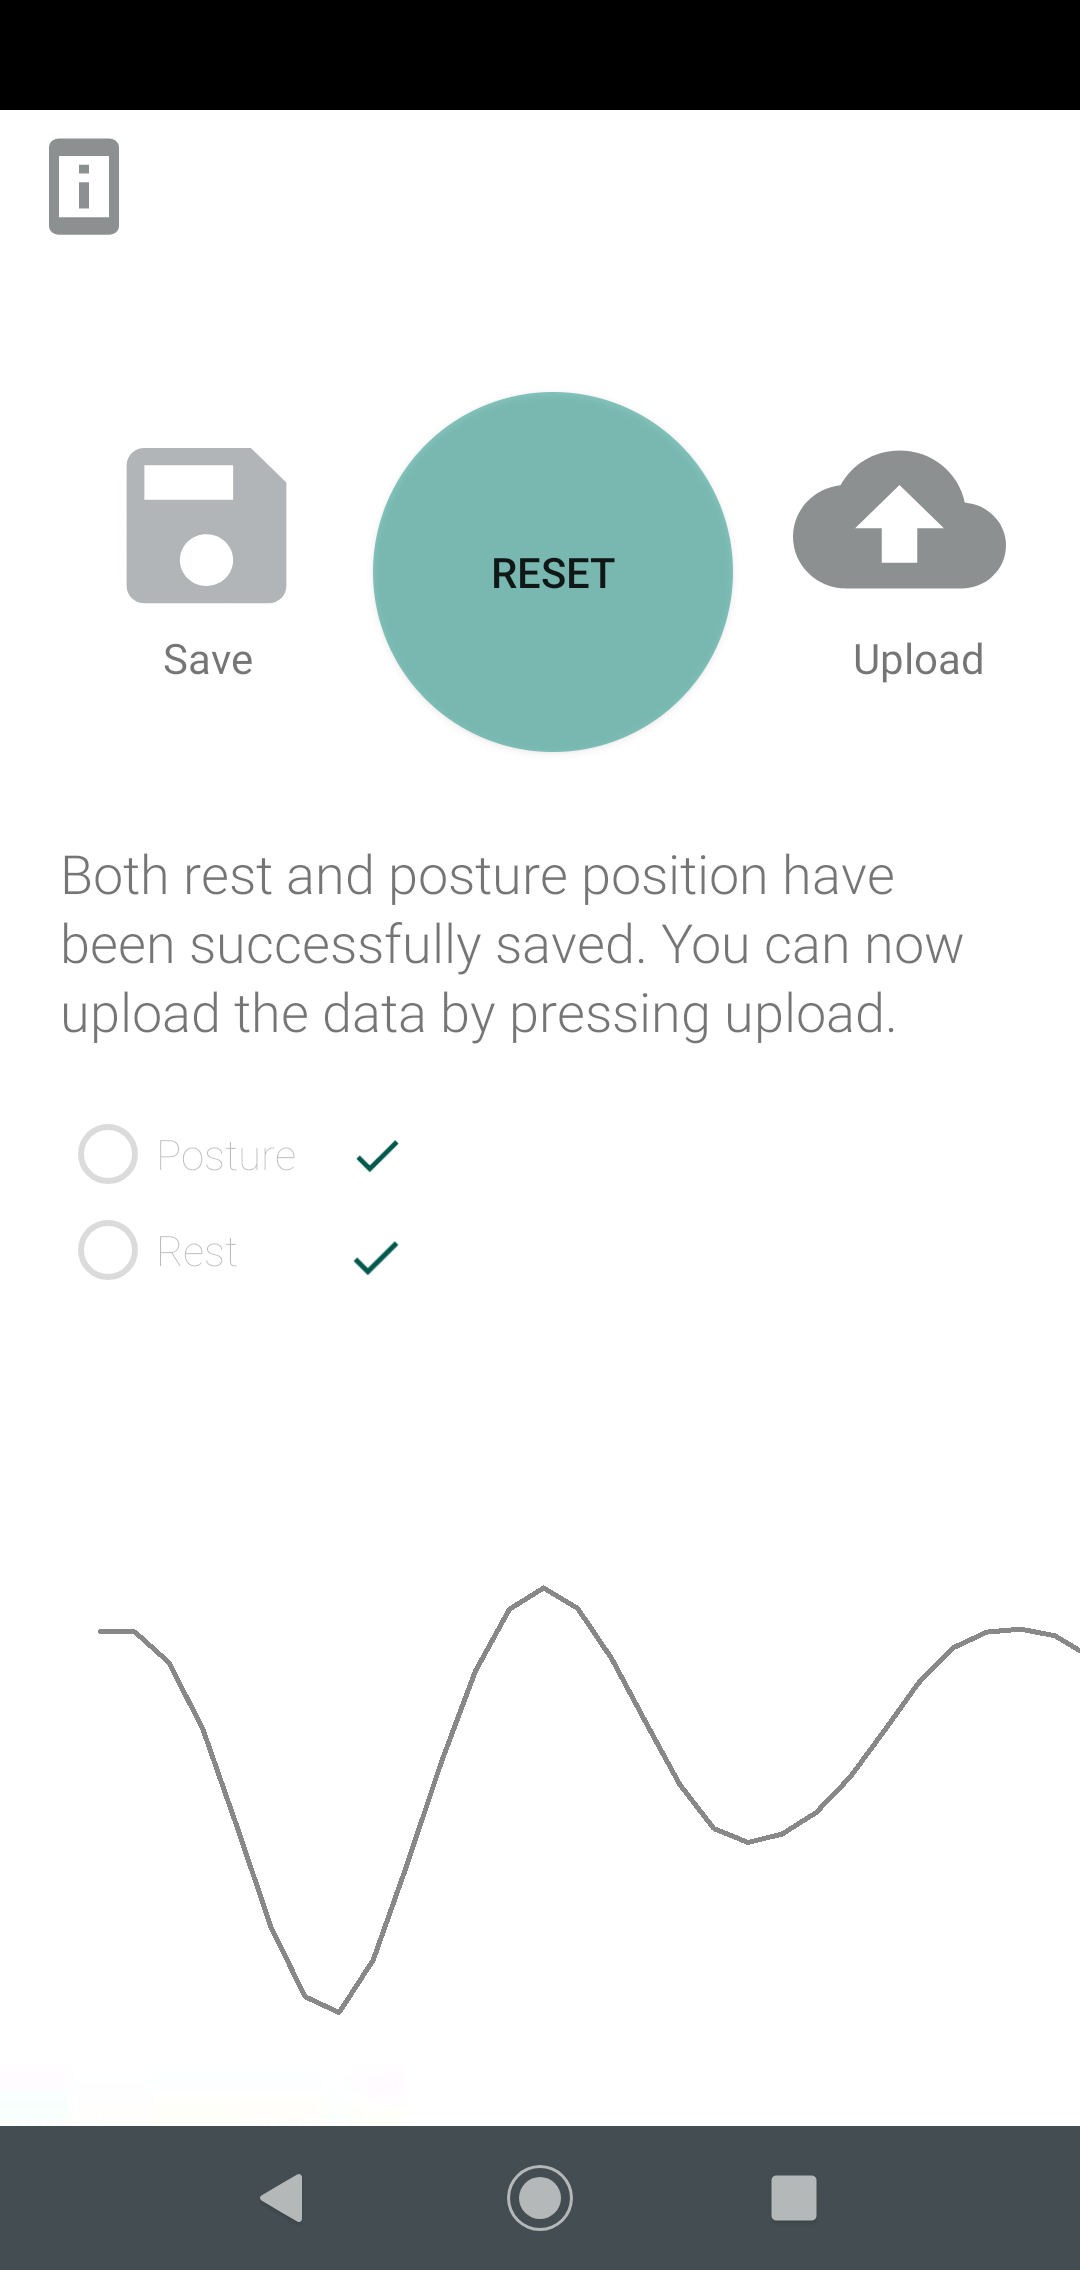 RESET
Save
Upload
Both rest and posture position have
been successfully saved. You can now
upload the data by pressing upload.
Posture
Rest